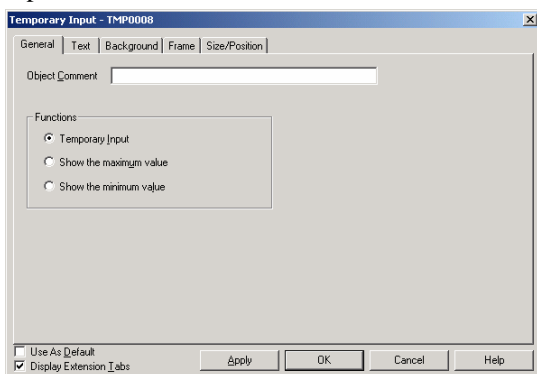 Temporary Input - TMP0008
General Text Background Frame Size/Position
Object Comment
Functions
Temporary Input
Show the maximum value
Show the minimum value
Use As Default
Display Extension Tabs
Apply OK Cancel Help